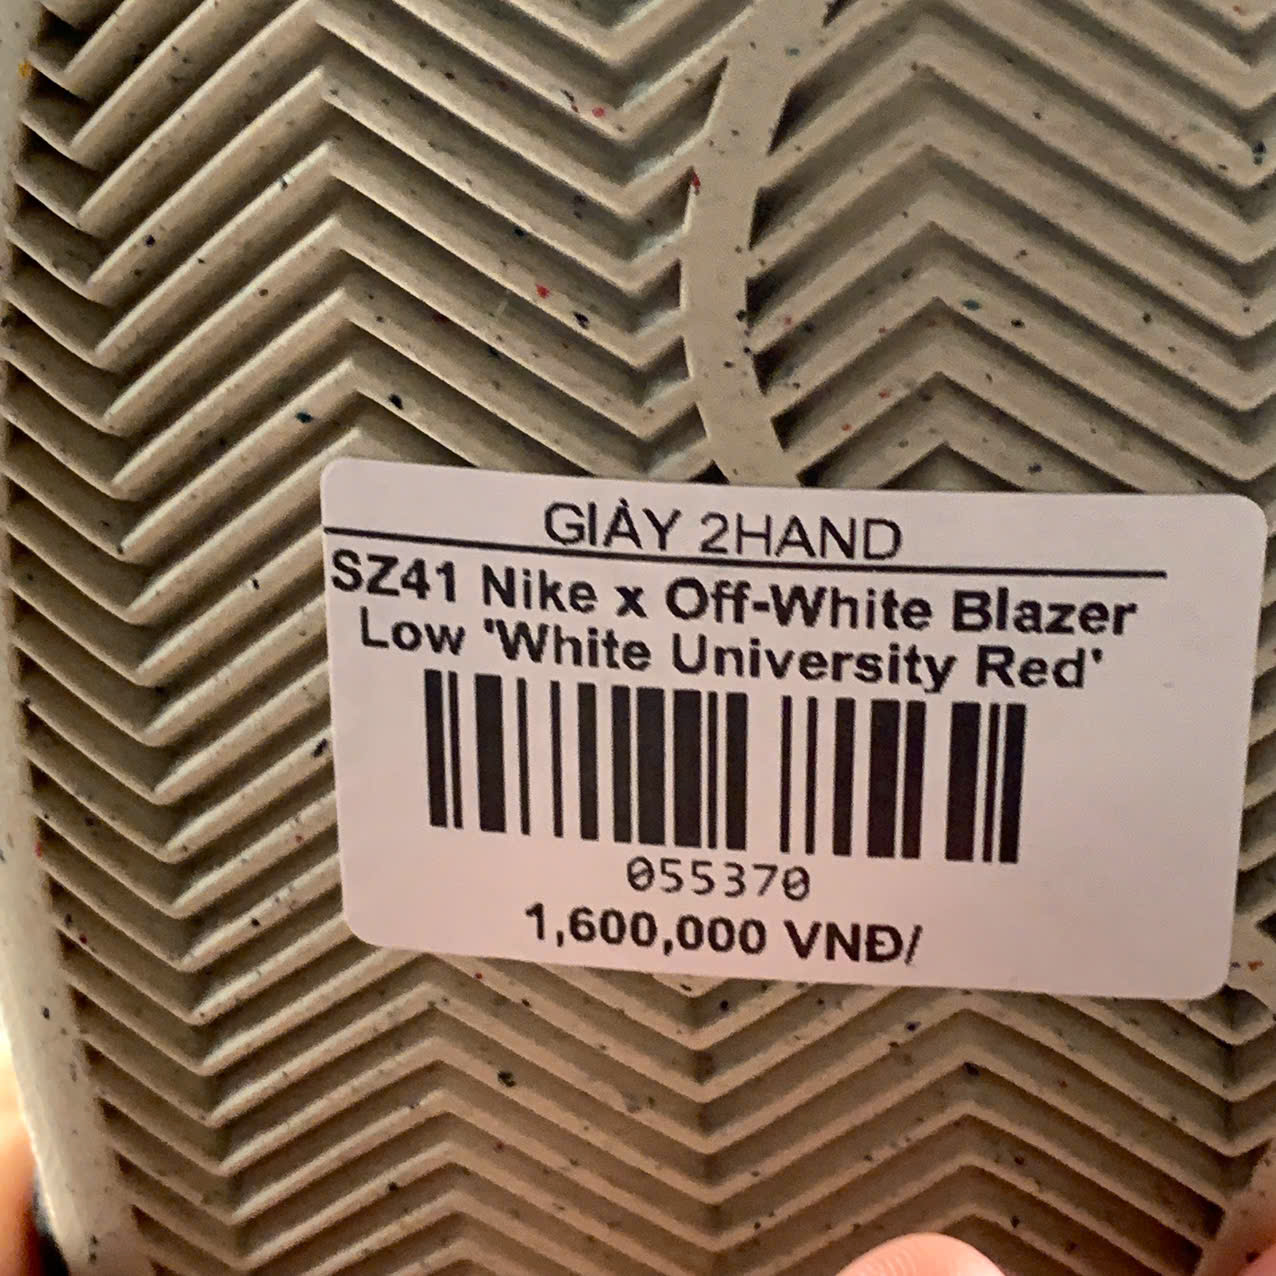 GIÀY 2HAND
SZ41 Nike x Off-White Blazer
Low 'White University Red'
055370
1,600,000 VNĐ/